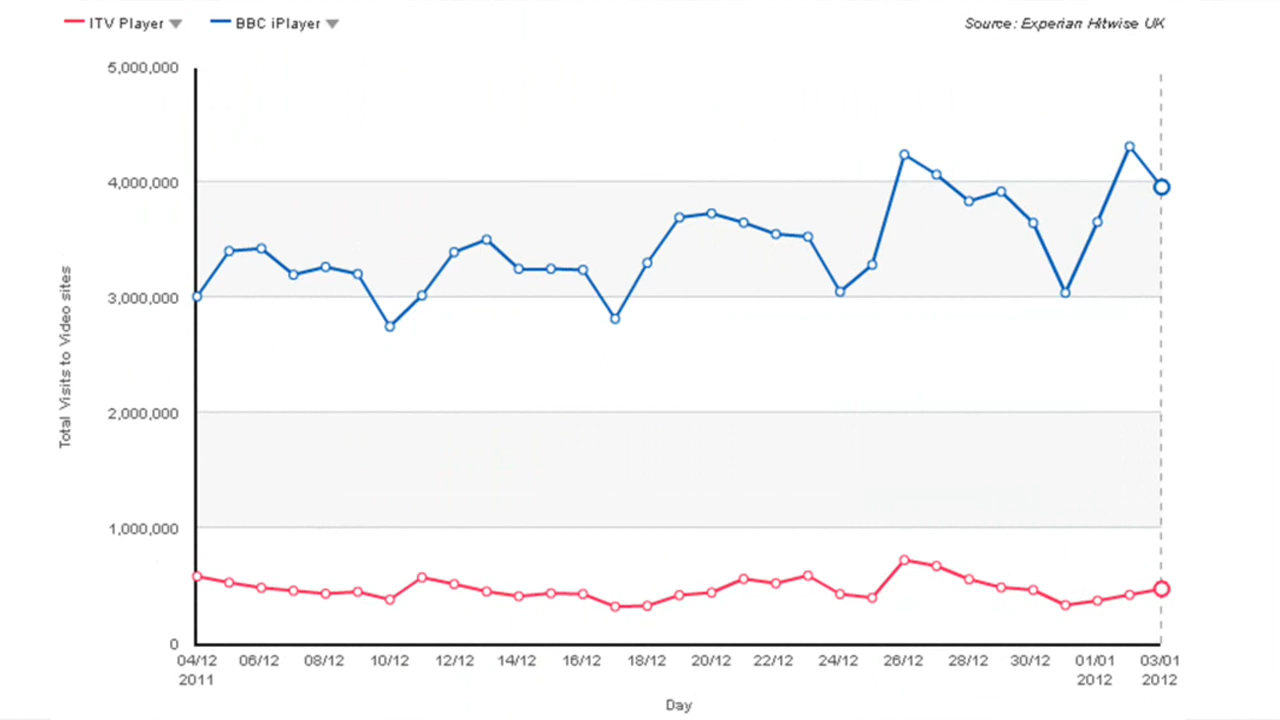 ITV Player BBC iPlayer Source: Experian Hitwise UK
5,000,000
4,000,000
3,000,000
2,000,000
1,000,000
0
Total Visits to Video sites
04/12 06/12 08/12 10/12 12/12 14/12 16/12 18/12 20/12 22/12 24/12 26/12 28/12 30/12 01/01 03/01
2011 2012 2012
Day